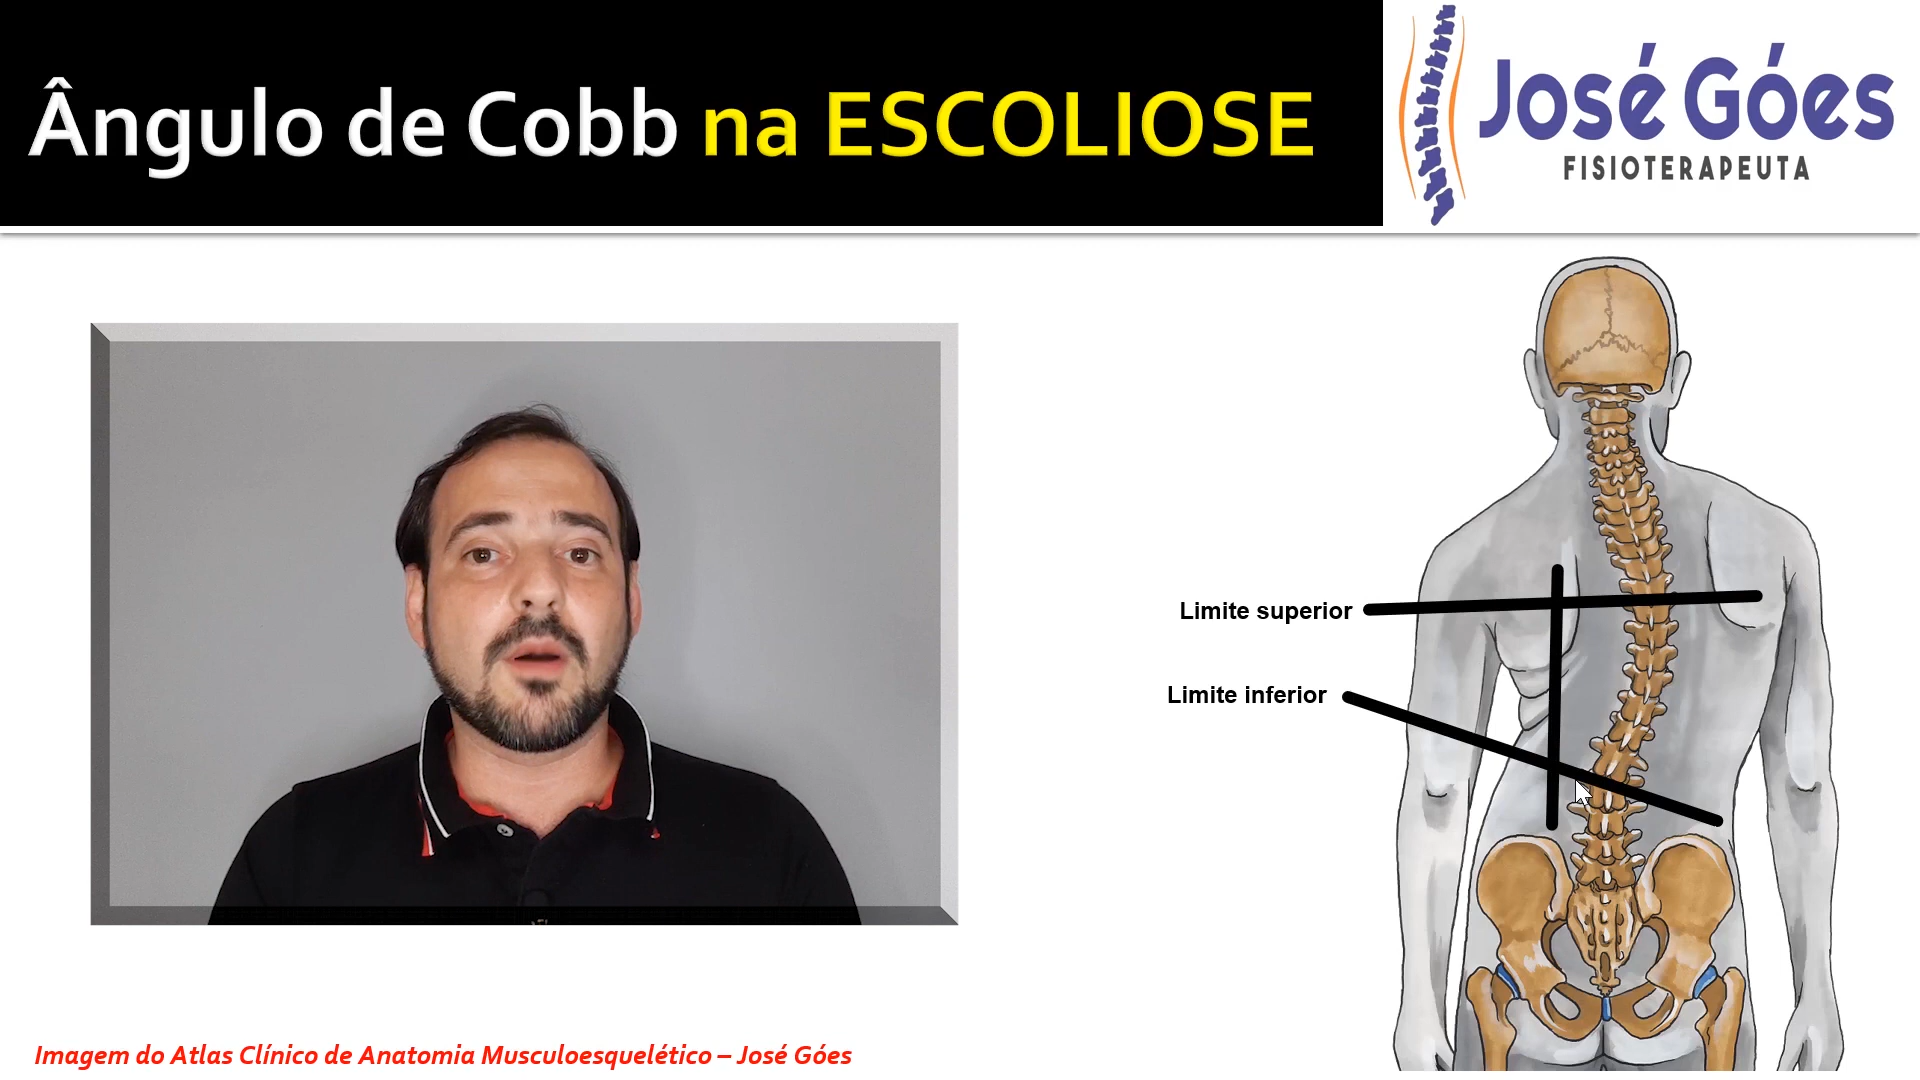 Ângulo de Cobb na ESCOLIOSE
José Góes
FISIOTERAPEUTA
Limite superior
Limite inferior
Imagem do Atlas Clínico de Anatomia Musculoesquelético – José Góes